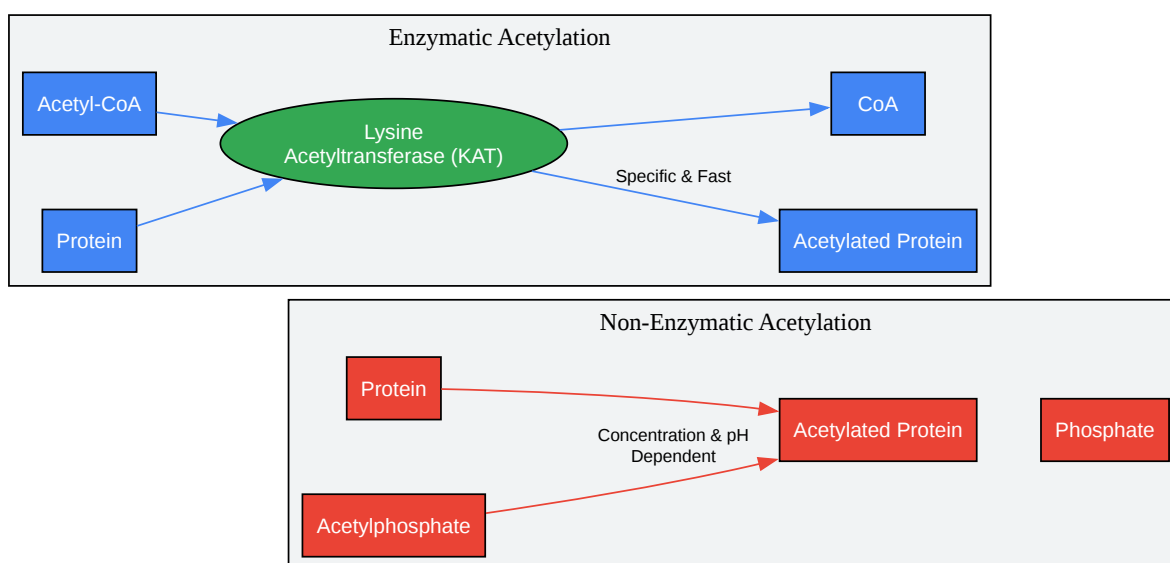 Enzymatic Acetylation
Acetyl-CoA
CoA
Lysine
Acetyltransferase (KAT)
Specific & Fast
Protein
Acetylated Protein
Non-Enzymatic Acetylation
Protein
Concentration & pH
Dependent
Acetylated Protein
Phosphate
Acetylphosphate